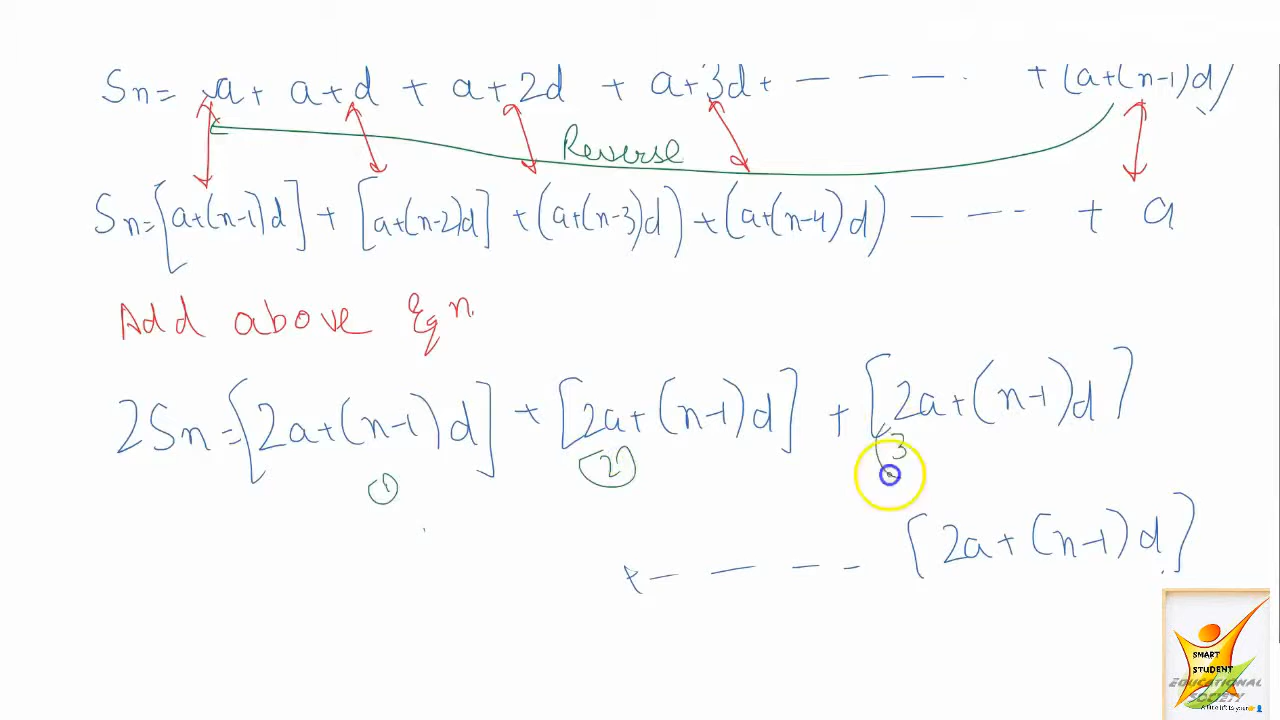 Sn= a+ a+d + a+2d + a+3d+ — — — . +(a+(n-1)d)
Reverse
Sn=[a+(n-1)d] + [a+(n-2)d] +(a+(n-3)d)+(a+(n-4)d) — — - - + a
Add above Eqn.
2Sn=[2a+(n-1)d] + [2a+(n-1)d] + [2a+(n-1)d]
1 2 3
+— — — — [2a+(n-1)d]
SMART
STUDENT
EDUCATIONAL
SOCIETY